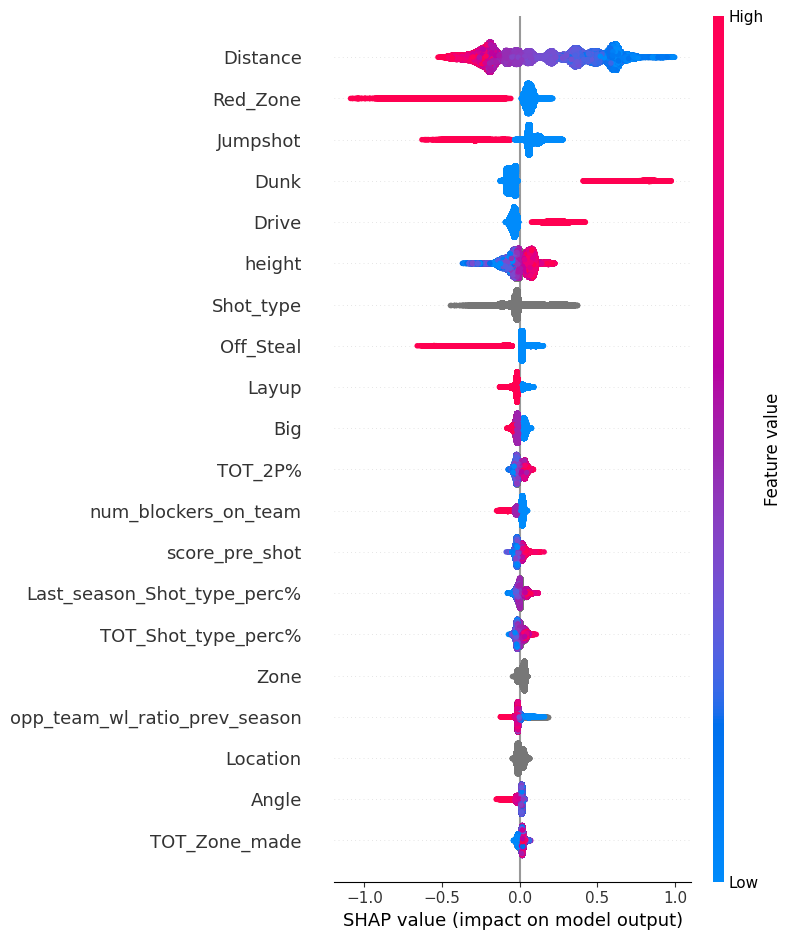 High
Distance
Red_Zone
Jumpshot
Dunk
Drive
height
Shot_type
Off_Steal
Layup
Big
TOT_2P%
num_blockers_on_team
score_pre_shot
Last_season_Shot_type_perc%
TOT_Shot_type_perc%
Zone
opp_team_wl_ratio_prev_season
Location
Angle
TOT_Zone_made
Feature value
Low
−1.0 −0.5 0.0 0.5 1.0
SHAP value (impact on model output)